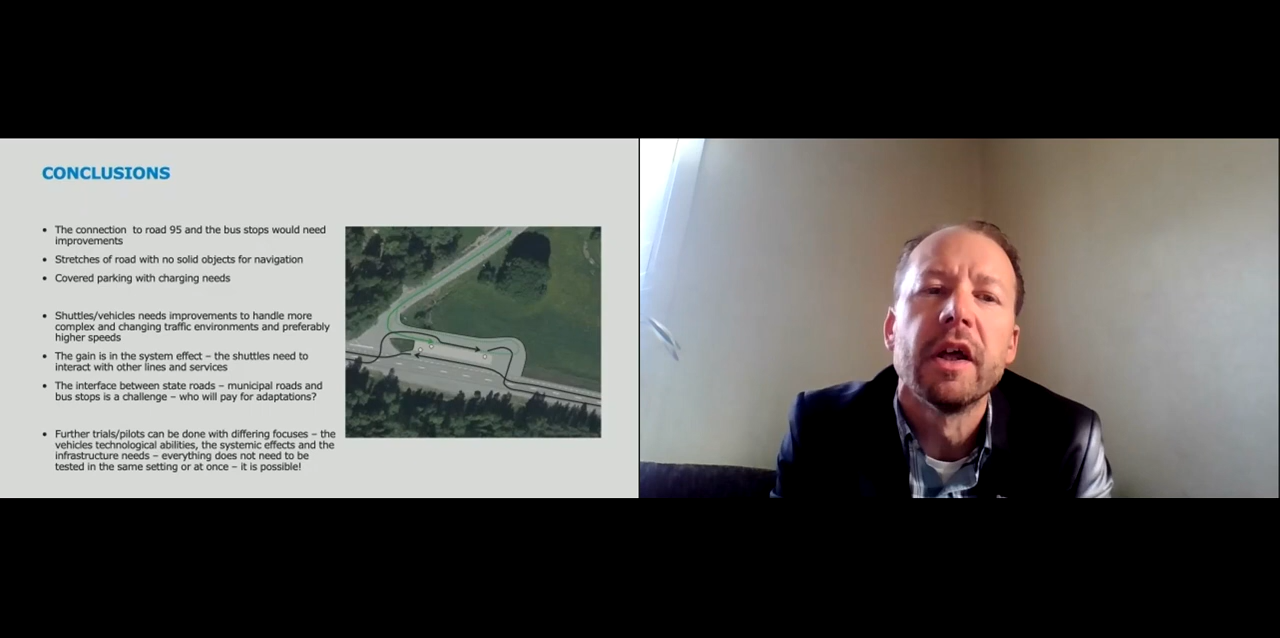 CONCLUSIONS
• The connection to road 95 and the bus stops would need
improvements
• Stretches of road with no solid objects for navigation
• Covered parking with charging needs
• Shuttles/vehicles needs improvements to handle more
complex and changing traffic environments and preferably
higher speeds
• The gain is in the system effect – the shuttles need to
interact with other lines and services
• The interface between state roads – municipal roads and
bus stops is a challenge – who will pay for adaptations?
• Further trials/pilots can be done with differing focuses – the
vehicles technological abilities, the systemic effects and the
infrastructure needs – everything does not need to be
tested in the same setting or at once – it is possible!